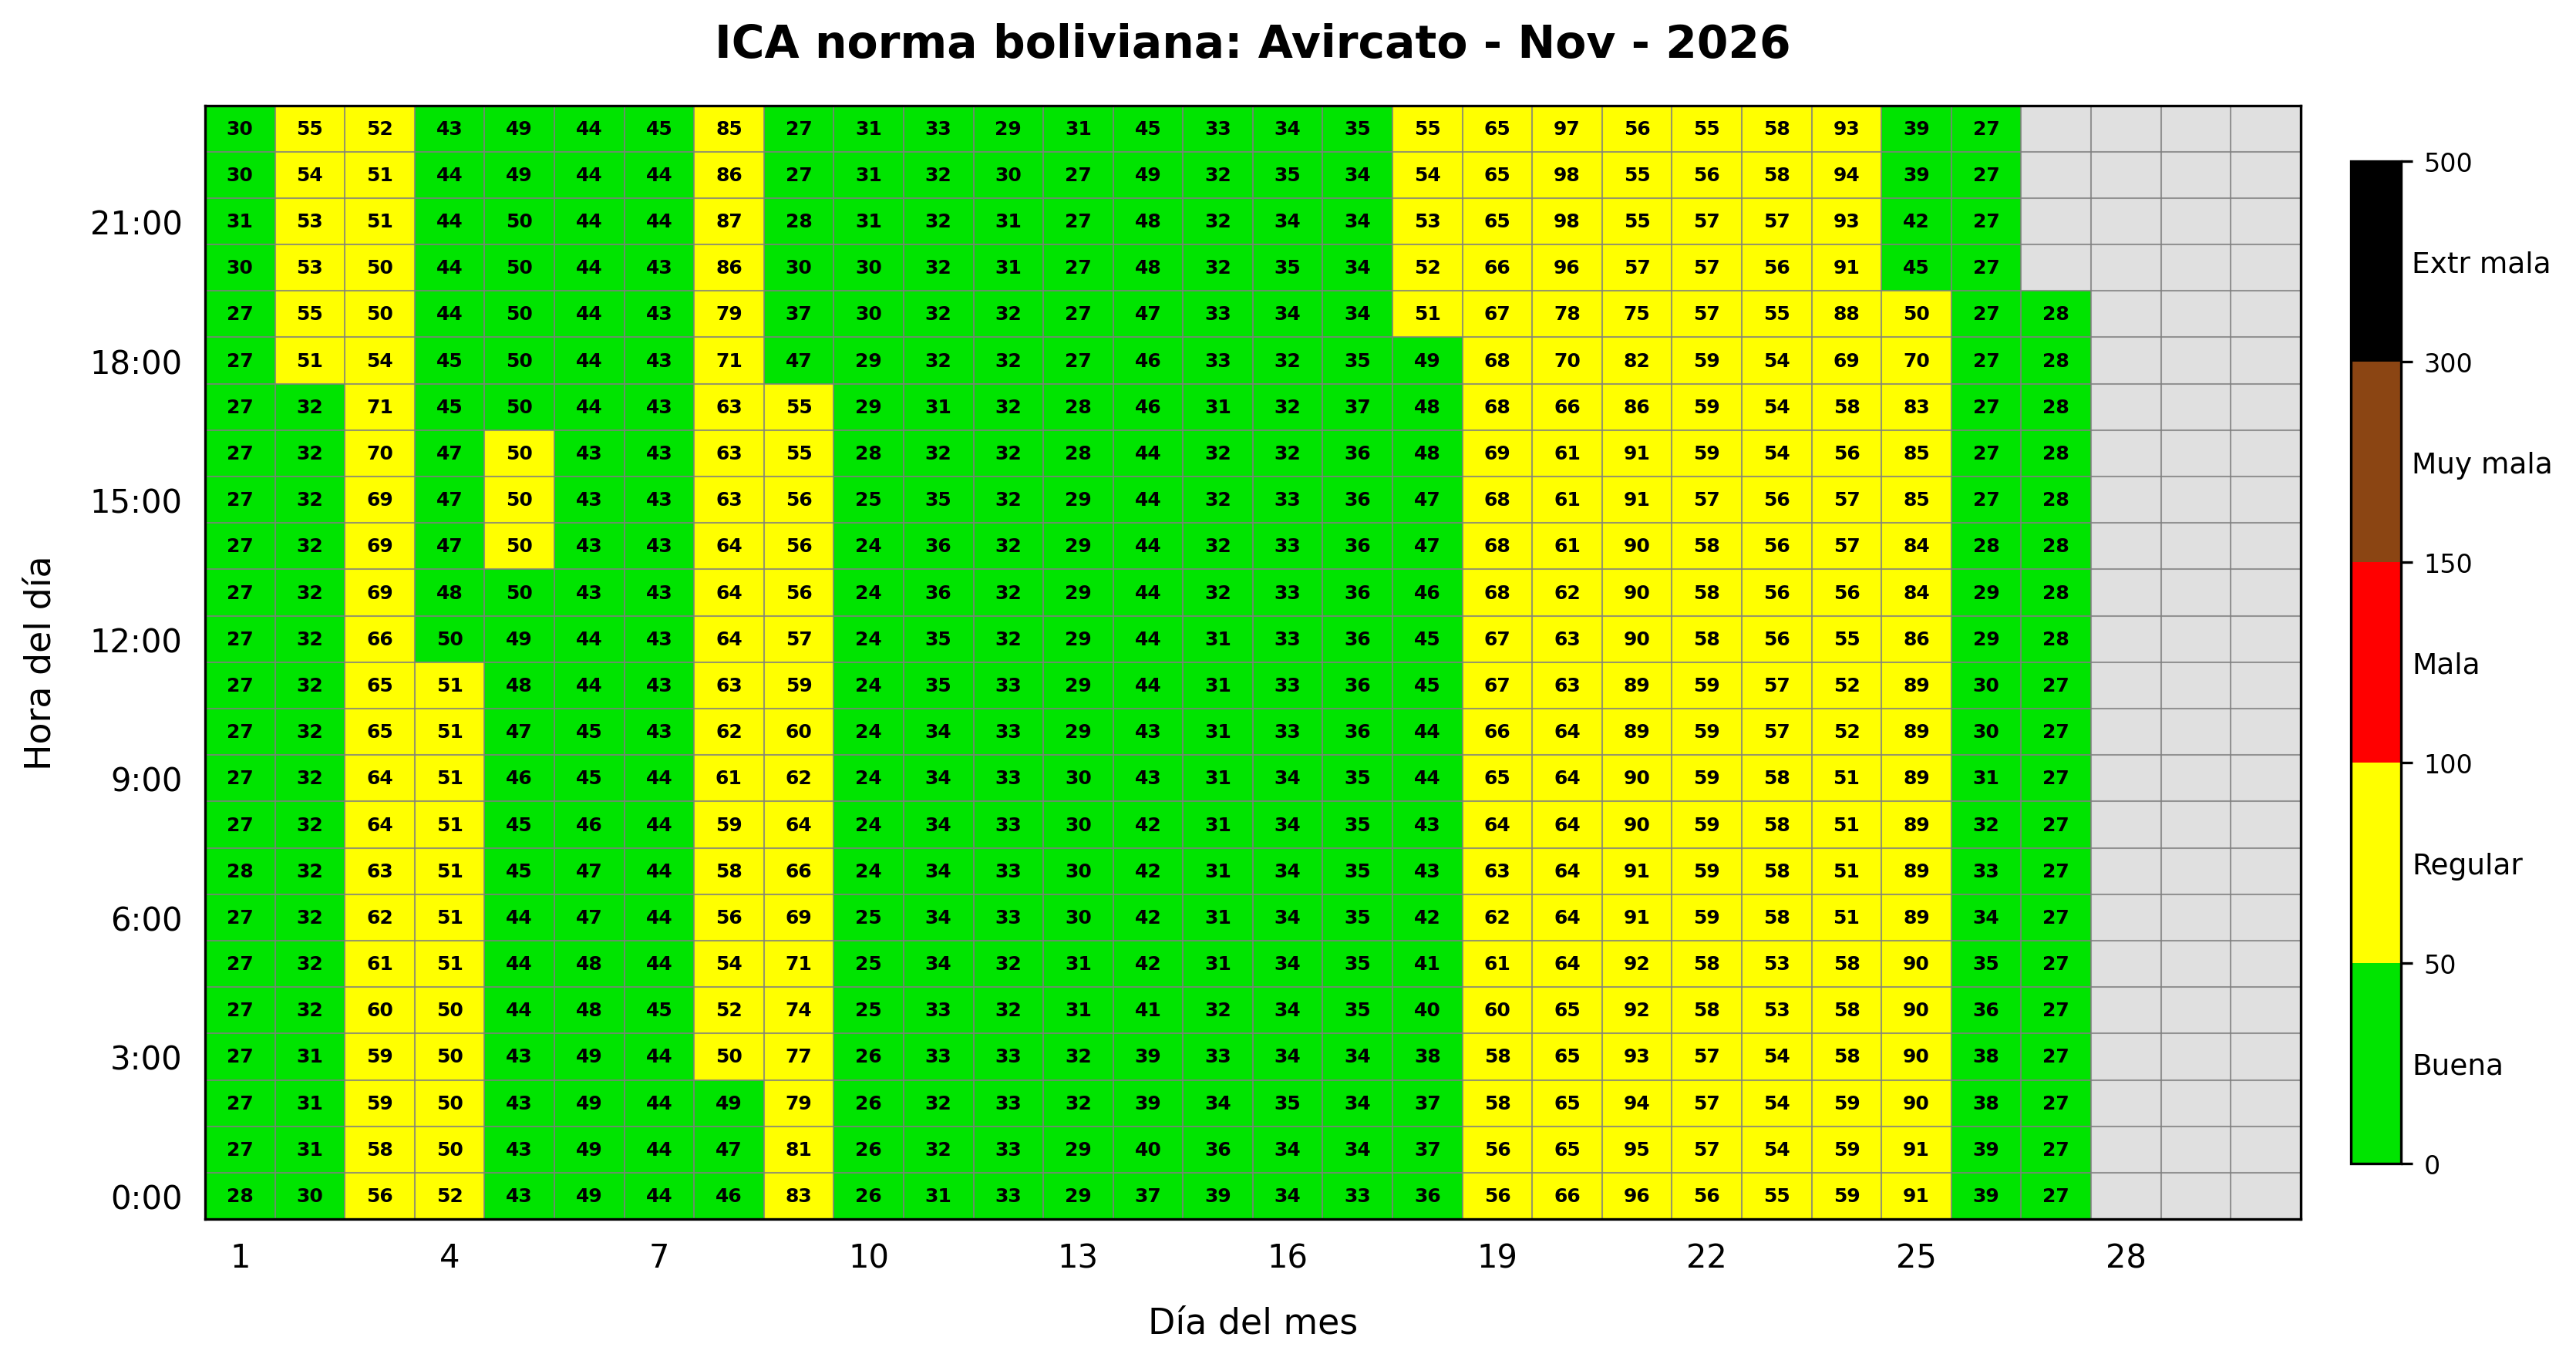 ICA norma boliviana: Avircato - Nov - 2026
30 55 52 43 49 44 45 85 27 31 33 29 31 45 33 34 35 55 65 97 56 55 58 93 39 27
30 54 51 44 49 44 44 86 27 31 32 30 27 49 32 35 34 54 65 98 55 56 58 94 39 27
21:00 31 53 51 44 50 44 44 87 28 31 32 31 27 48 32 34 34 53 65 98 55 57 57 93 42 27
30 53 50 44 50 44 43 86 30 30 32 31 27 48 32 35 34 52 66 96 57 57 56 91 45 27
27 55 50 44 50 44 43 79 37 30 32 32 27 47 33 34 34 51 67 78 75 57 55 88 50 27 28
18:00 27 51 54 45 50 44 43 71 47 29 32 32 27 46 33 32 35 49 68 70 82 59 54 69 70 27 28
27 32 71 45 50 44 43 63 55 29 31 32 28 46 31 32 37 48 68 66 86 59 54 58 83 27 28
27 32 70 47 50 43 43 63 55 28 32 32 28 44 32 32 36 48 69 61 91 59 54 56 85 27 28
15:00 27 32 69 47 50 43 43 63 56 25 35 32 29 44 32 33 36 47 68 61 91 57 56 57 85 27 28
27 32 69 47 50 43 43 64 56 24 36 32 29 44 32 33 36 47 68 61 90 58 56 57 84 28 28
27 32 69 48 50 43 43 64 56 24 36 32 29 44 32 33 36 46 68 62 90 58 56 56 84 29 28
12:00 27 32 66 50 49 44 43 64 57 24 35 32 29 44 31 33 36 45 67 63 90 58 56 55 86 29 28
27 32 65 51 48 44 43 63 59 24 35 33 29 44 31 33 36 45 67 63 89 59 57 52 89 30 27
27 32 65 51 47 45 43 62 60 24 34 33 29 43 31 33 36 44 66 64 89 59 57 52 89 30 27
9:00 27 32 64 51 46 45 44 61 62 24 34 33 30 43 31 34 35 44 65 64 90 59 58 51 89 31 27
27 32 64 51 45 46 44 59 64 24 34 33 30 42 31 34 35 43 64 64 90 59 58 51 89 32 27
28 32 63 51 45 47 44 58 66 24 34 33 30 42 31 34 35 43 63 64 91 59 58 51 89 33 27
6:00 27 32 62 51 44 47 44 56 69 25 34 33 30 42 31 34 35 42 62 64 91 59 58 51 89 34 27
27 32 61 51 44 48 44 54 71 25 34 32 31 42 31 34 35 41 61 64 92 58 53 58 90 35 27
27 32 60 50 44 48 45 52 74 25 33 32 31 41 32 34 35 40 60 65 92 58 53 58 90 36 27
3:00 27 31 59 50 43 49 44 50 77 26 33 33 32 39 33 34 34 38 58 65 93 57 54 58 90 38 27
27 31 59 50 43 49 44 49 79 26 32 33 32 39 34 35 34 37 58 65 94 57 54 59 90 38 27
27 31 58 50 43 49 44 47 81 26 32 33 29 40 36 34 34 37 56 65 95 57 54 59 91 39 27
0:00 28 30 56 52 43 49 44 46 83 26 31 33 29 37 39 34 33 36 56 66 96 56 55 59 91 39 27
1 4 7 10 13 16 19 22 25 28
Día del mes
Hora del día
500
Extr mala
300
Muy mala
150
Mala
100
Regular
50
Buena
0